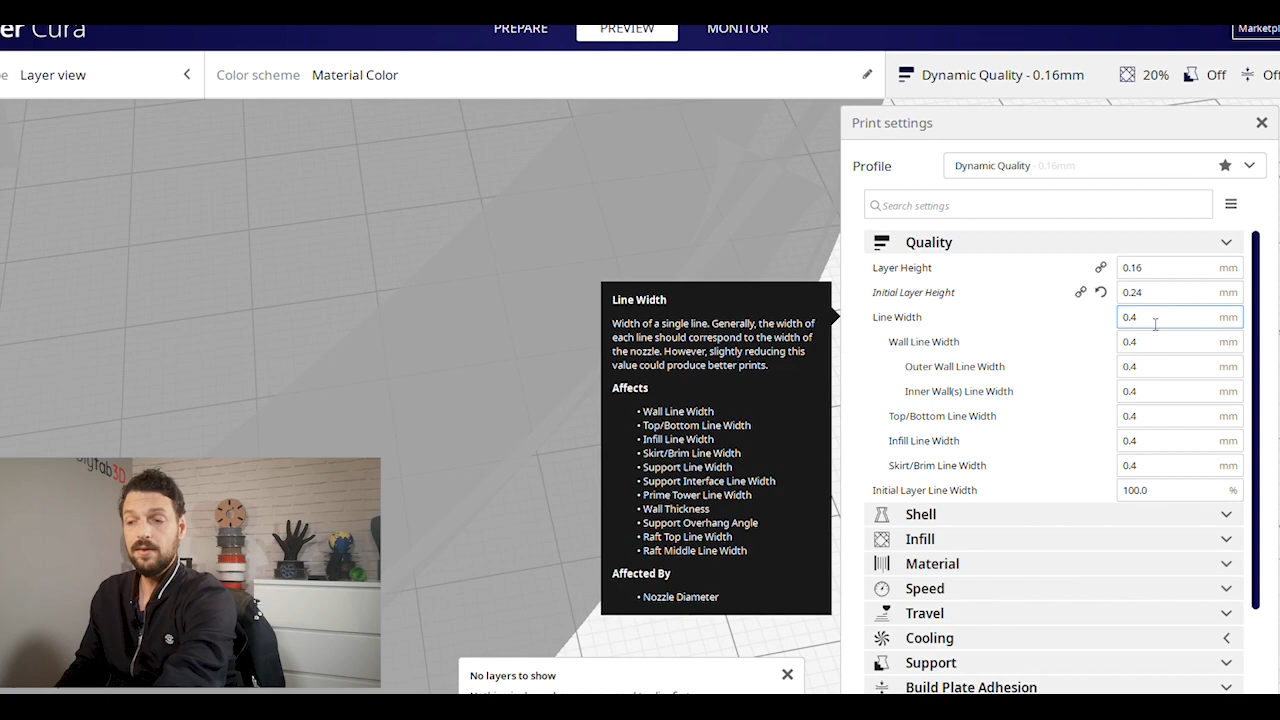 er Cura
PREPARE
PREVIEW
MONITOR
Layer view
Color scheme Material Color
Dynamic Quality - 0.16mm
20%
Off
Print settings
Profile
Dynamic Quality - 0.16mm
Search settings
Quality
Layer Height 0.16 mm
Initial Layer Height 0.24 mm
Line Width 0.4 mm
Wall Line Width 0.4 mm
Outer Wall Line Width 0.4 mm
Inner Wall(s) Line Width 0.4 mm
Top/Bottom Line Width 0.4 mm
Infill Line Width 0.4 mm
Skirt/Brim Line Width 0.4 mm
Initial Layer Line Width 100.0 %
Shell
Infill
Material
Speed
Travel
Cooling
Support
Build Plate Adhesion
Line Width
Width of a single line. Generally, the width of
each line should correspond to the width of
the nozzle. However, slightly reducing this
value could produce better prints.
Affects
• Wall Line Width
• Top/Bottom Line Width
• Infill Line Width
• Skirt/Brim Line Width
• Support Line Width
• Support Interface Line Width
• Prime Tower Line Width
• Wall Thickness
• Support Overhang Angle
• Raft Top Line Width
• Raft Middle Line Width
Affected By
• Nozzle Diameter
No layers to show